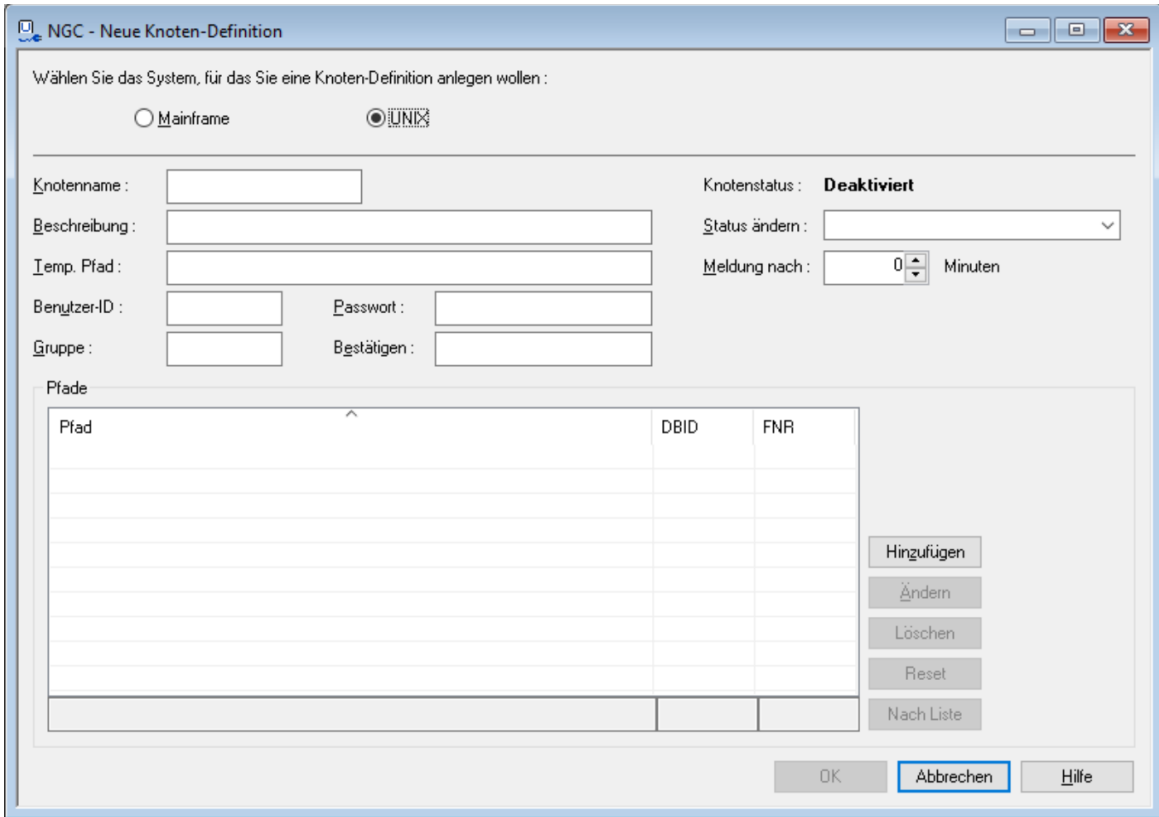 NGC - Neue Knoten-Definition
Wählen Sie das System, für das Sie eine Knoten-Definition anlegen wollen :
Mainframe UNIX
Knotenname : Knotenstatus : Deaktiviert
Beschreibung : Status ändern :
Temp. Pfad : Meldung nach : 0 Minuten
Benutzer-ID : Passwort :
Gruppe : Bestätigen :
Pfade
Pfad DBID FNR
Hinzufügen
Ändern
Löschen
Reset
Nach Liste
OK Abbrechen Hilfe